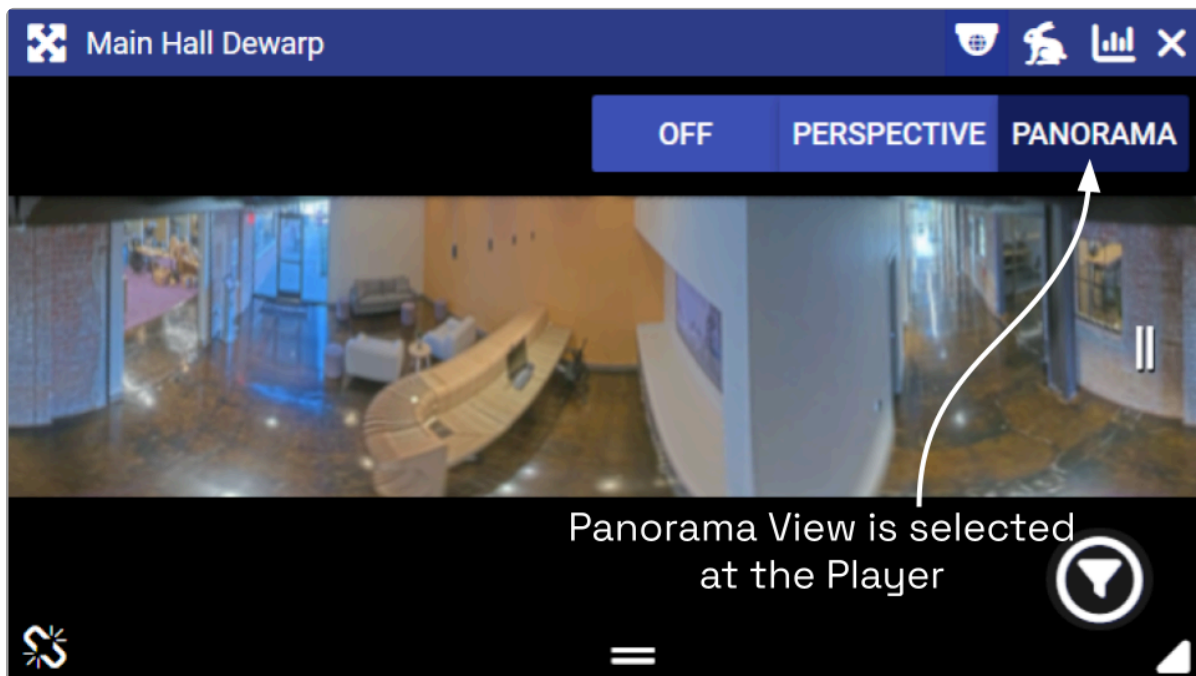 Main Hall Dewarp
OFF PERSPECTIVE PANORAMA
Panorama View is selected
at the Player